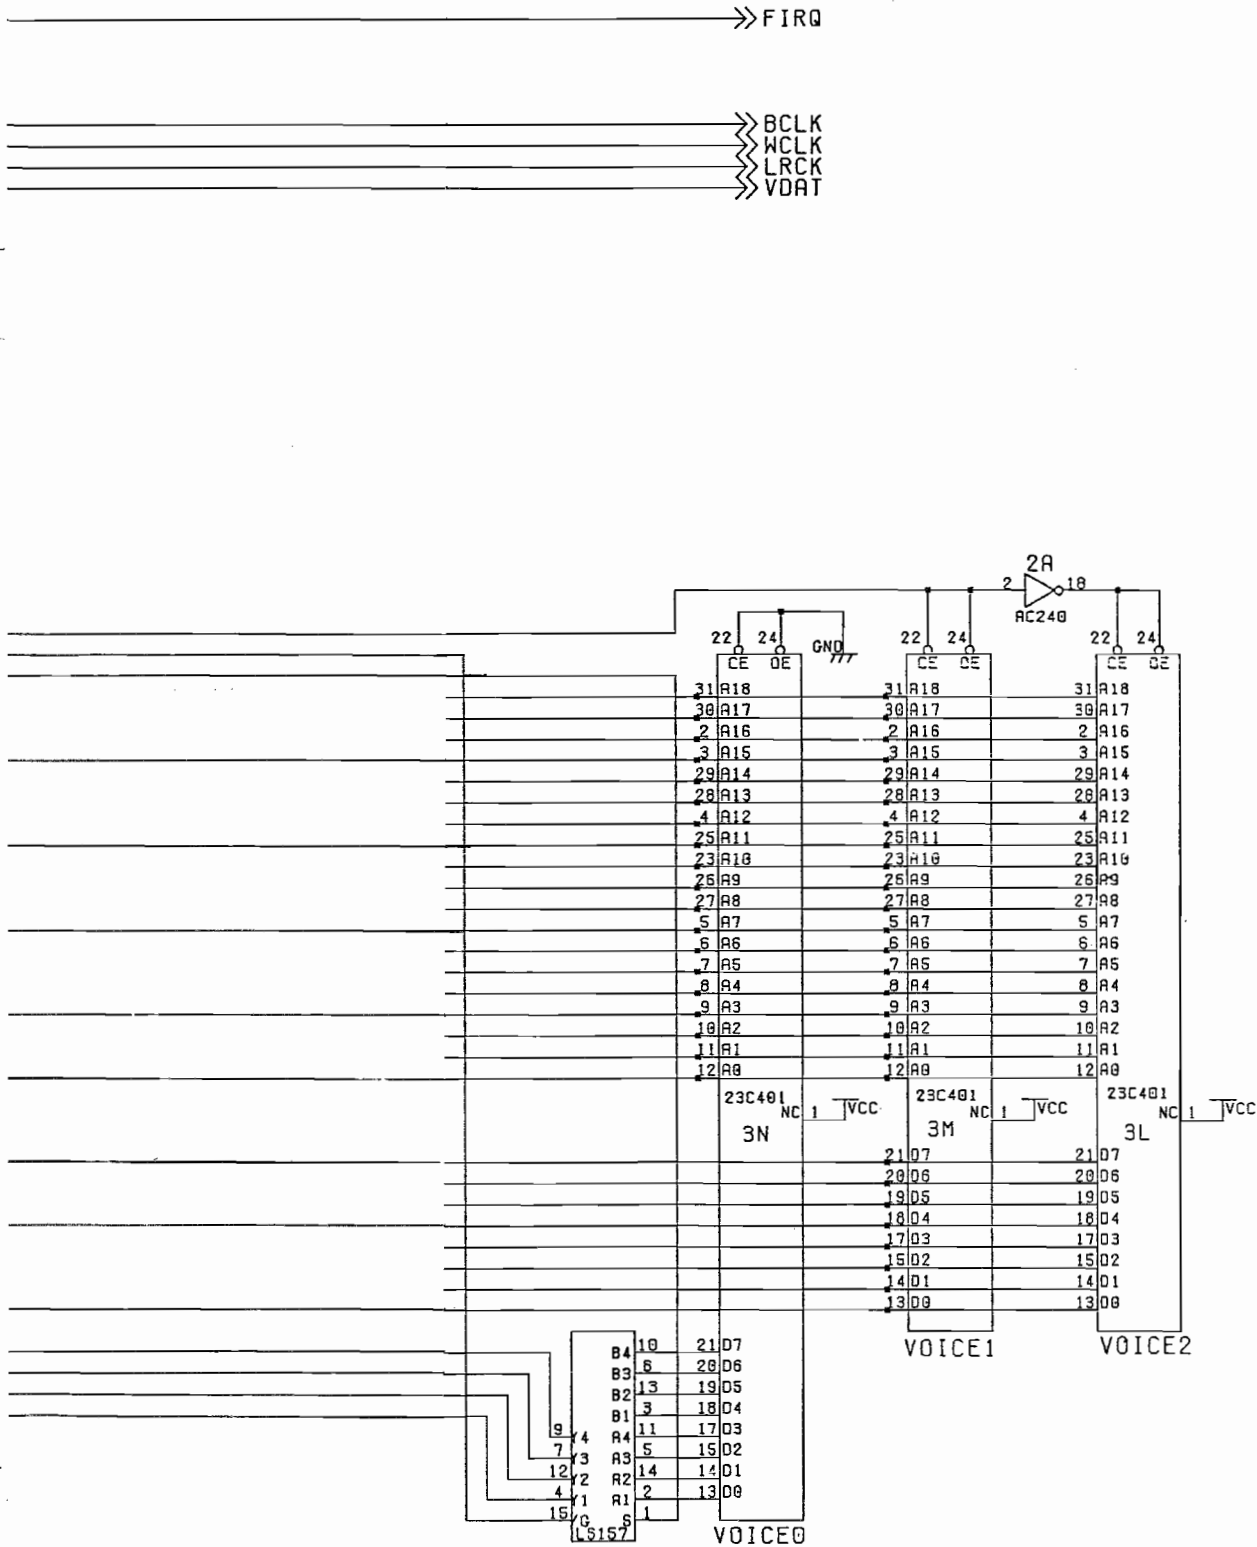 FIRQ
BCLK
WCLK
LRCK
VDAT
2A
2 18
AC240
22 24 GND 22 24 22 24
CE OE CE OE CE OE
31 A18 31 A18 31 A18
30 A17 30 A17 30 A17
2 A16 2 A16 2 A16
3 A15 3 A15 3 A15
29 A14 29 A14 29 A14
28 A13 28 A13 28 A13
4 A12 4 A12 4 A12
25 A11 25 A11 25 A11
23 A10 23 A10 23 A10
26 A9 26 A9 26 A9
27 A8 27 A8 27 A8
5 A7 5 A7 5 A7
6 A6 6 A6 6 A6
7 A5 7 A5 7 A5
8 A4 8 A4 8 A4
9 A3 9 A3 9 A3
10 A2 10 A2 10 A2
11 A1 11 A1 11 A1
12 A0 12 A0 12 A0
23C401 23C401 23C401
NC 1 VCC NC 1 VCC NC 1 VCC
3N 3M 3L
21 D7 21 D7
20 D6 20 D6
19 D5 19 D5
18 D4 18 D4
17 D3 17 D3
15 D2 15 D2
14 D1 14 D1
13 D0 13 D0
VOICE1 VOICE2
B4 10 21 D7
B3 6 20 D6
B2 13 19 D5
B1 3 18 D4
9 Y4 A4 11 17 D3
7 Y3 A3 5 15 D2
12 Y2 A2 14 14 D1
4 Y1 A1 2 13 D0
15 /G S 1
LS157
VOICE0